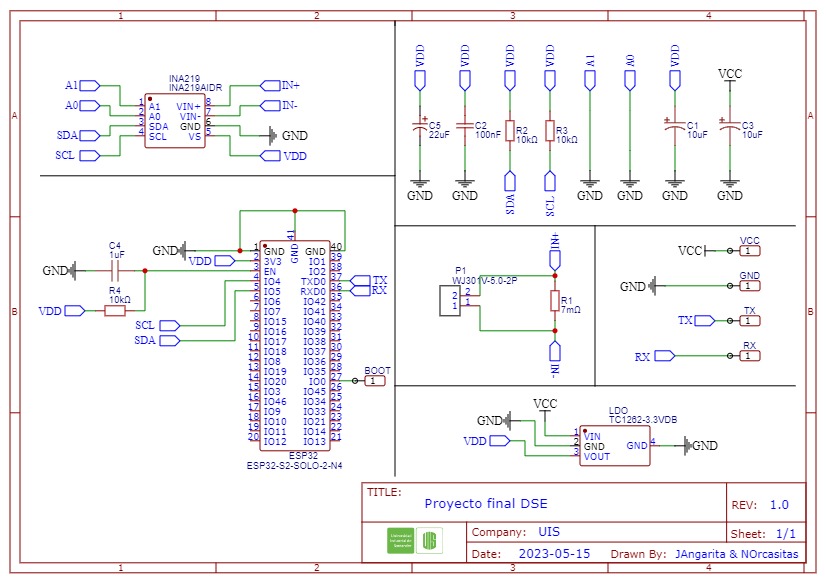 1 2 3 4
A
A
B
B
INA219
INA219AIDR
A1
A0
SDA
SCL
1 A1 VIN+ 8
2 A0 VIN- 7
3 SDA GND 6
4 SCL VS 5
IN+
IN-
GND
VDD
VDD VDD VDD VDD A1 A0 VDD VCC
C5
22uF
C2
100nF
R2
10kΩ
R3
10kΩ
C1
10uF
C3
10uF
GND GND SDA SCL GND GND GND GND
C4
1uF
GND
R4
10kΩ
VDD
GND
VDD
SCL
SDA
41
GND
1 GND GND 40
2 3V3 IO1 39
3 EN IO2 38
4 IO4 TXD0 37
5 IO5 RXD0 36
6 IO6 IO42 35
7 IO7 IO41 34
8 IO15 IO40 33
9 IO16 IO39 32
10 IO17 IO38 31
11 IO18 IO37 30
12 IO8 IO36 29
13 IO19 IO35 28
14 IO20 IO0 27
15 IO3 IO45 26
16 IO46 IO34 25
17 IO9 IO33 24
18 IO10 IO21 23
19 IO11 IO14 22
20 IO12 IO13 21
TX
RX
BOOT
1
ESP32
ESP32-S2-SOLO-2-N4
P1
WJ301V-5.0-2P
2 2
1 1
IN+
R1
7mΩ
IN-
VCC VCC 1
GND GND 1
TX TX 1
RX RX 1
VCC
GND
VDD
LDO
TC1262-3.3VDB
1 VIN
2 GND GND 4
3 VOUT
GND
TITLE:
Proyecto final DSE
REV: 1.0
Company: UIS
Sheet: 1/1
Date: 2023-05-15
Drawn By: JAngarita & NOrcasitas
UIS
1 2 3 4